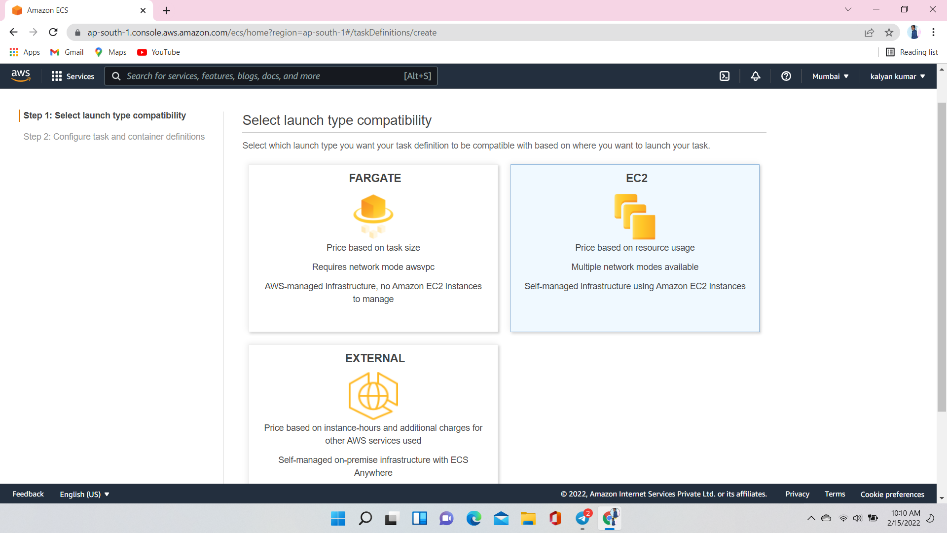 Amazon ECS
ap-south-1.console.aws.amazon.com/ecs/home?region=ap-south-1#/taskDefinitions/create
Apps Gmail Maps YouTube Reading list
aws Services Search for services, features, blogs, docs, and more [Alt+S] Mumbai kalyan kumar
Step 1: Select launch type compatibility
Step 2: Configure task and container definitions
Select launch type compatibility
Select which launch type you want your task definition to be compatible with based on where you want to launch your task.
FARGATE
Price based on task size
Requires network mode awsvpc
AWS-managed infrastructure, no Amazon EC2 instances
to manage
EC2
Price based on resource usage
Multiple network modes available
Self-managed infrastructure using Amazon EC2 instances
EXTERNAL
Price based on instance-hours and additional charges for
other AWS services used
Self-managed on-premise infrastructure with ECS
Anywhere
Feedback English (US) © 2022, Amazon Internet Services Private Ltd. or its affiliates. Privacy Terms Cookie preferences
2
10:10 AM
2/15/2022